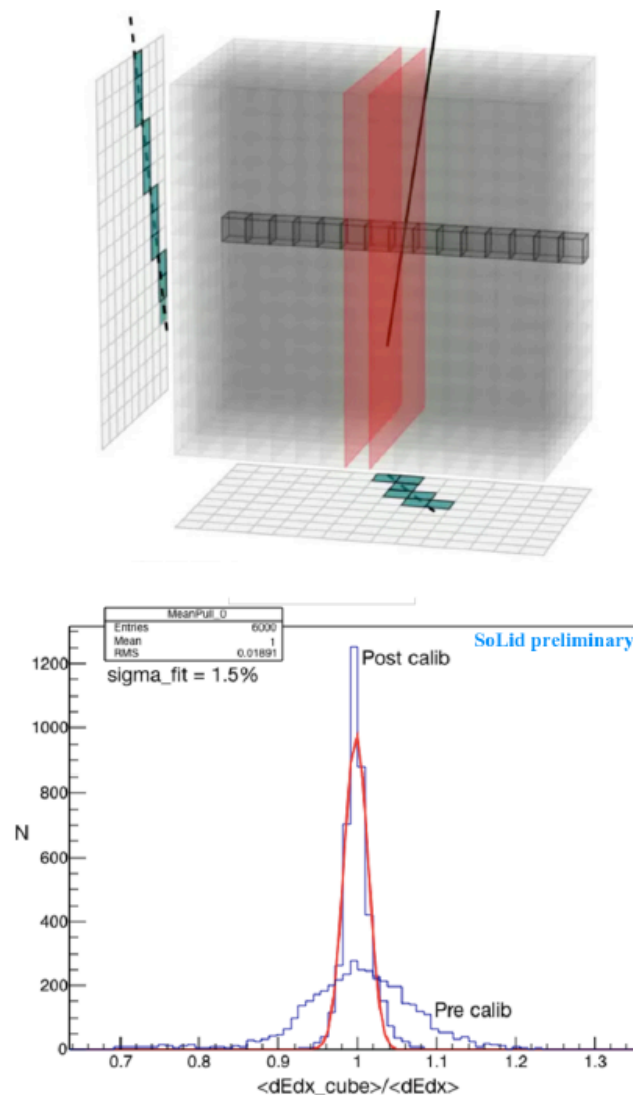 MeanPull_0
Entries 6000
Mean 1
RMS 0.01891
sigma_fit = 1.5%
SoLid preliminary
Post calib
Pre calib
N
1200
1000
800
600
400
200
0
0.7 0.8 0.9 1 1.1 1.2 1.3
<dEdx_cube>/<dEdx>